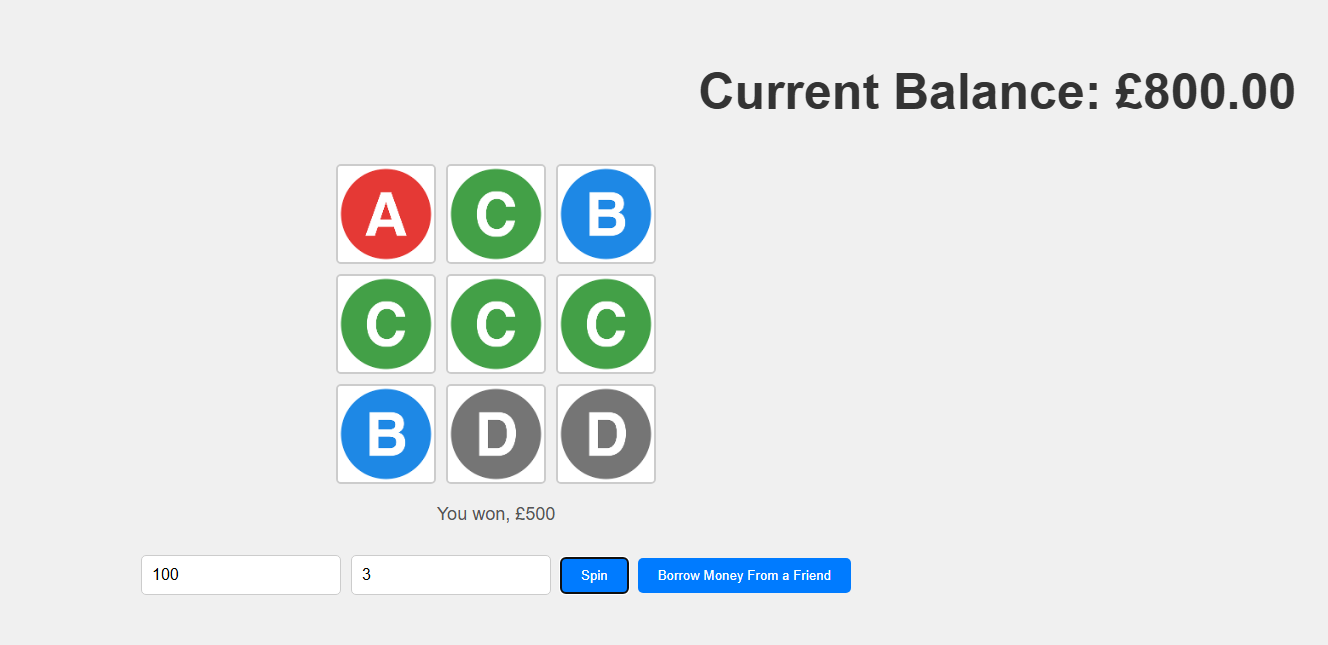 Current Balance: £800.00
A C B
C C C
B D D
You won, £500
100 3 Spin Borrow Money From a Friend